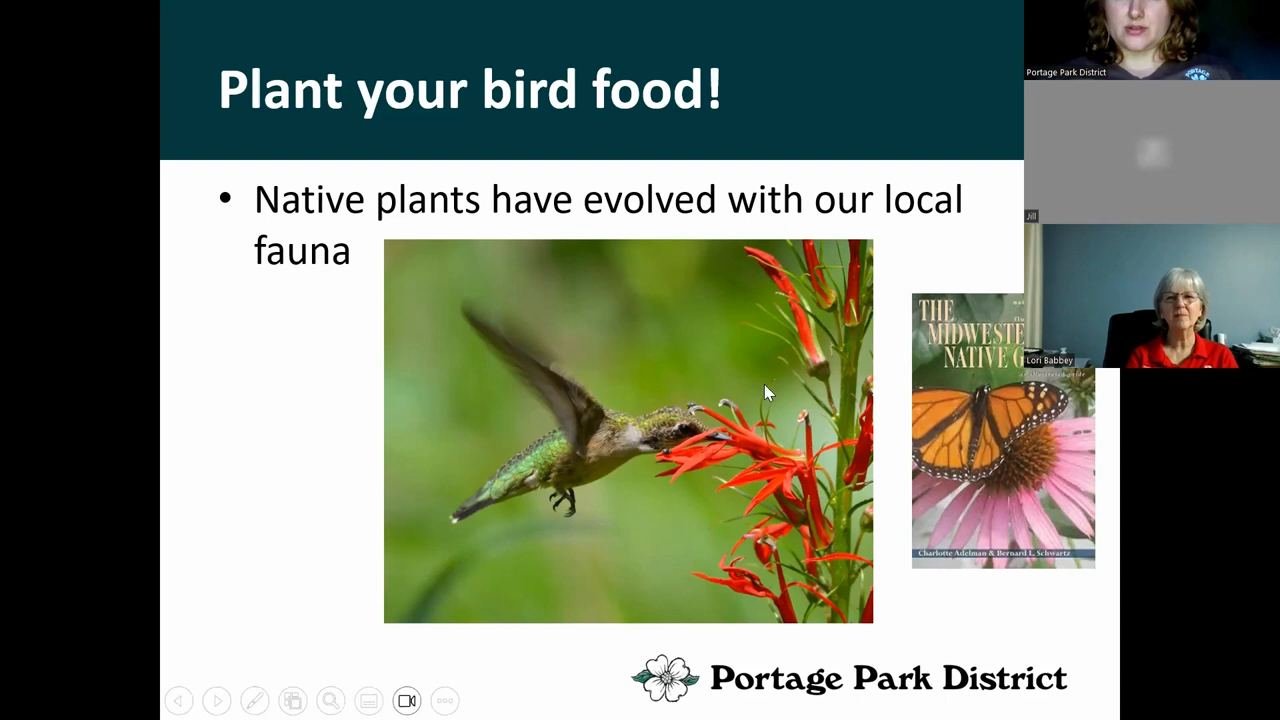 Plant your bird food!
• Native plants have evolved with our local
fauna
THE
MIDWESTE
NATIVE G
Charlotte Adelman & Bernard L. Schwartz
Portage Park District
Portage Park District
Jill
Lori Babbey